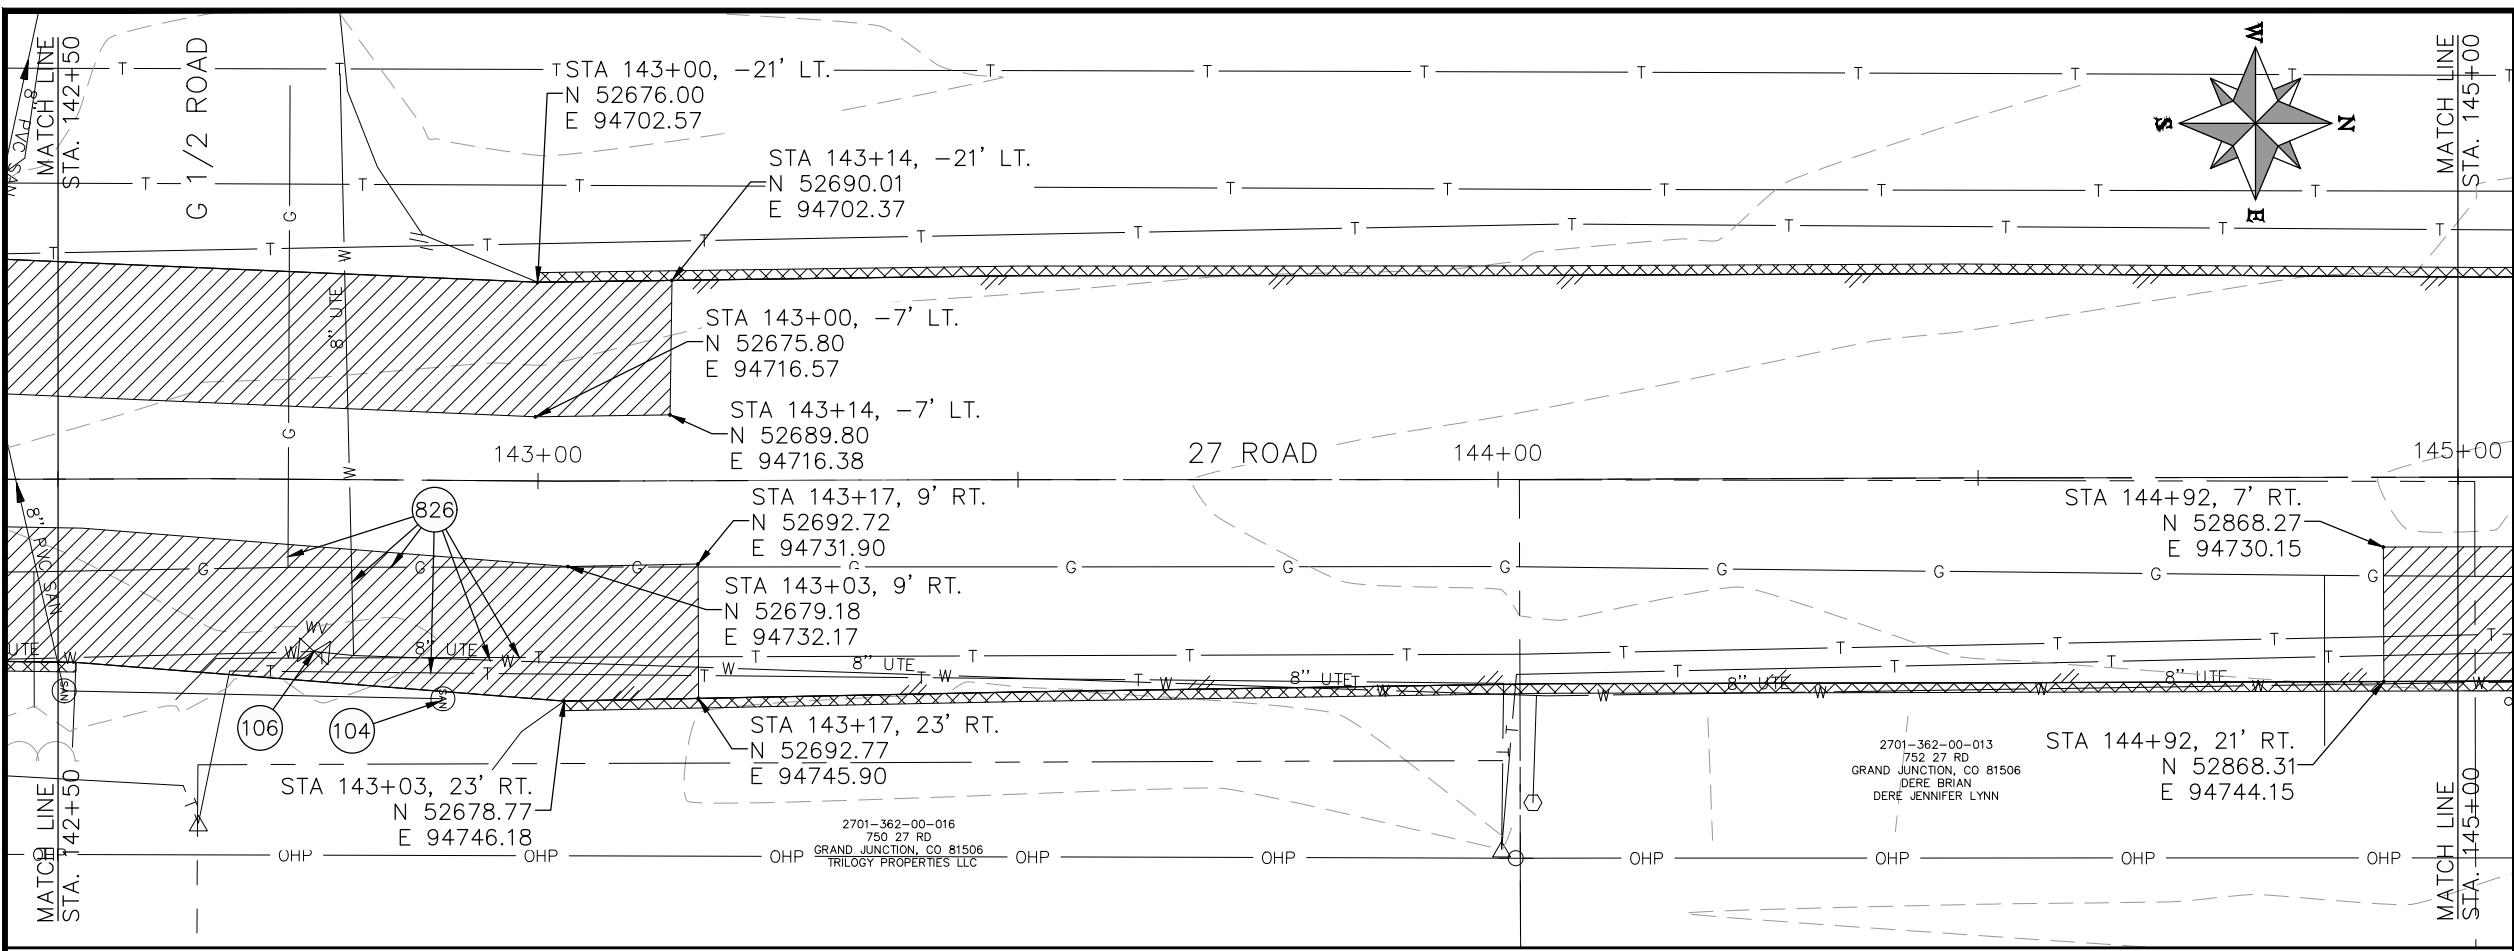 MATCH LINE
STA. 142+50
8" PVC SAN
G 1/2 ROAD
T T T STA 143+00, -21' LT. T T T T T T T T
N 52676.00
E 94702.57
MATCH LINE
STA. 145+00
W
S
N
E
STA 143+14, -21' LT.
N 52690.01
E 94702.37
T T T T T T T T T
G
T T T T T T T T T T T T
W
8" UTE
STA 143+00, -7' LT.
N 52675.80
E 94716.57
STA 143+14, -7' LT.
N 52689.80
E 94716.38
G
W
143+00
27 ROAD
144+00
145+00
826
STA 143+17, 9' RT.
N 52692.72
E 94731.90
STA 144+92, 7' RT.
N 52868.27
E 94730.15
8" PVC SAN
G G G G G G G G G G G
STA 143+03, 9' RT.
N 52679.18
E 94732.17
UTE W
WV
W 8" UTE W T T T T T T T T T
T T T W 8" UTE T W T W 8" UTE T W T T T T
W 8" UTE W W 8" UTE W W
SAN
SAN
106
104
STA 143+17, 23' RT.
N 52692.77
E 94745.90
STA 143+03, 23' RT.
N 52678.77
E 94746.18
T
T
T
2701-362-00-013
752 27 RD
GRAND JUNCTION, CO 81506
DERE BRIAN
DERE JENNIFER LYNN
STA 144+92, 21' RT.
N 52868.31
E 94744.15
2701-362-00-016
750 27 RD
GRAND JUNCTION, CO 81506
TRILOGY PROPERTIES LLC
OHP OHP OHP OHP OHP OHP OHP OHP OHP OHP
MATCH LINE
STA. 142+50
MATCH LINE
STA. 145+00